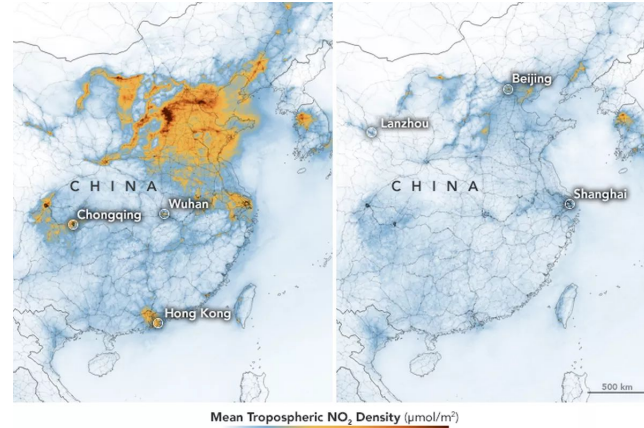 Beijing
Lanzhou
CHINA
CHINA
Wuhan
Shanghai
Chongqing
Hong Kong
500 km
Mean Tropospheric NO₂ Density (µmol/m²)